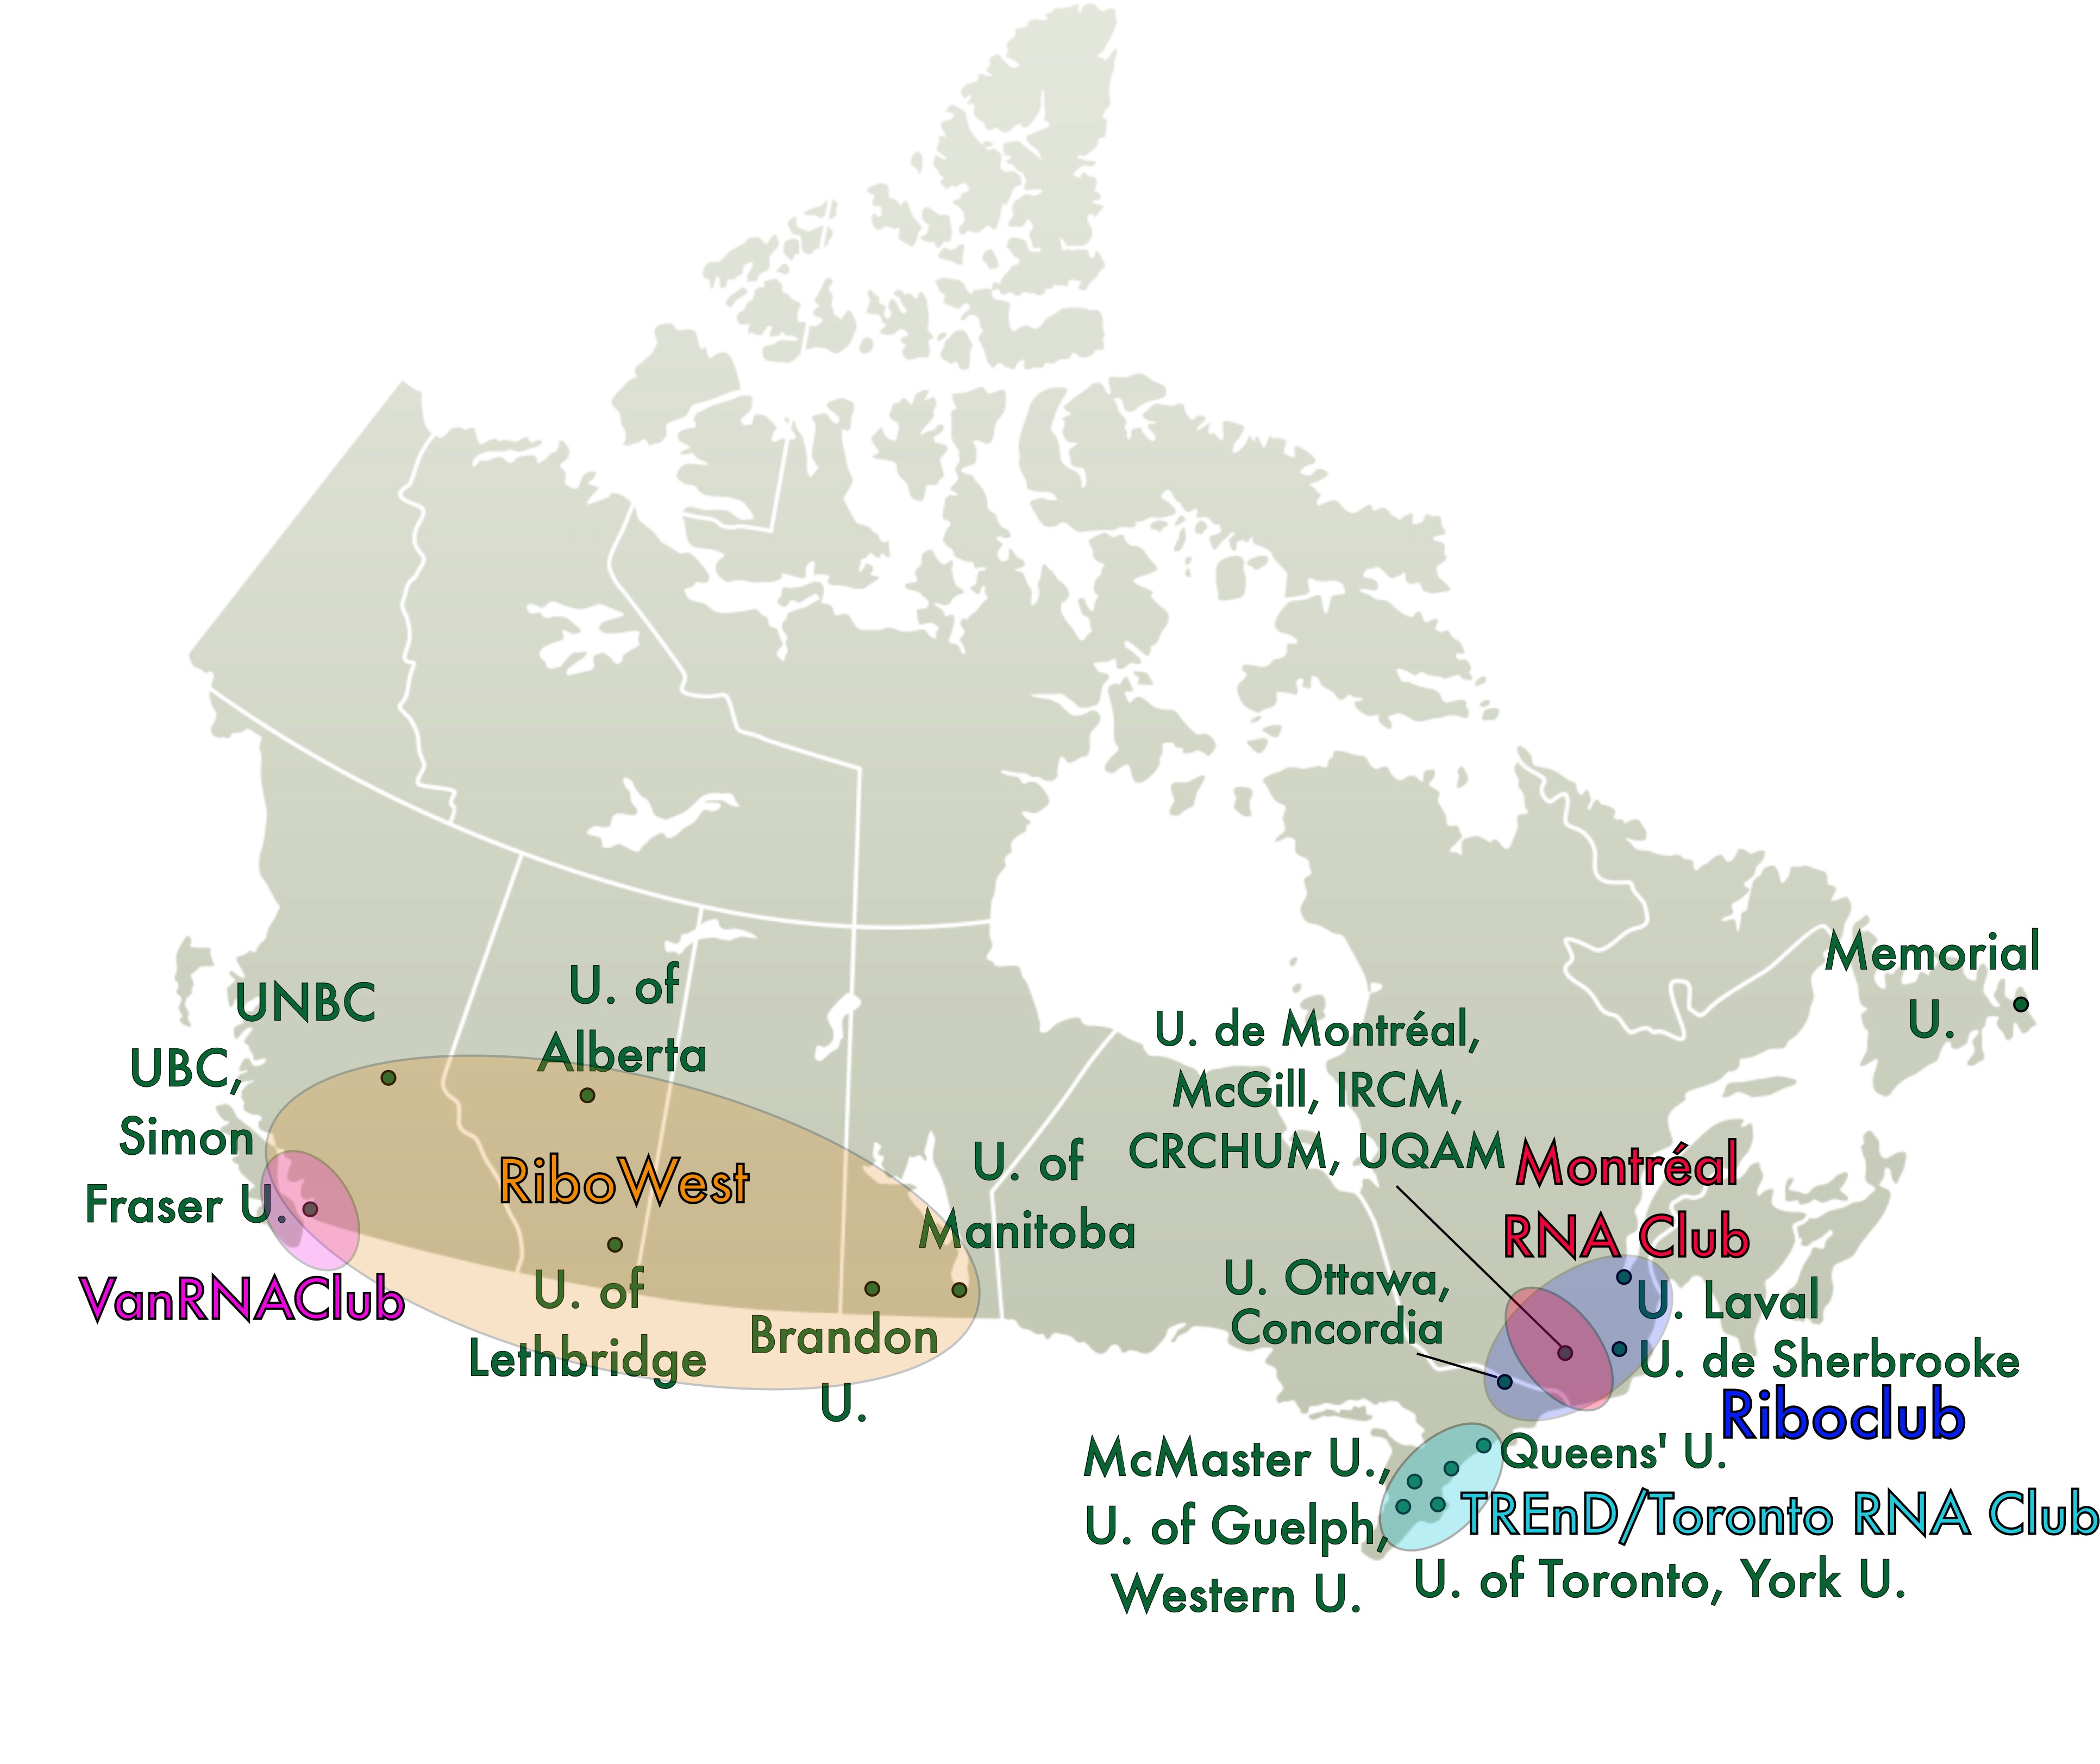 UNBC
U. of
Alberta
UBC,
Simon
Fraser U.
RiboWest
VanRNAClub
U. of
Lethbridge
Brandon
U.
U. of
Manitoba
Memorial
U.
U. de Montréal,
McGill, IRCM,
CRCHUM, UQAM
Montréal
RNA Club
U. Ottawa,
Concordia
U. Laval
U. de Sherbrooke
Riboclub
Queens' U.
McMaster U.,
U. of Guelph,
Western U.
TREnD/Toronto RNA Club
U. of Toronto, York U.